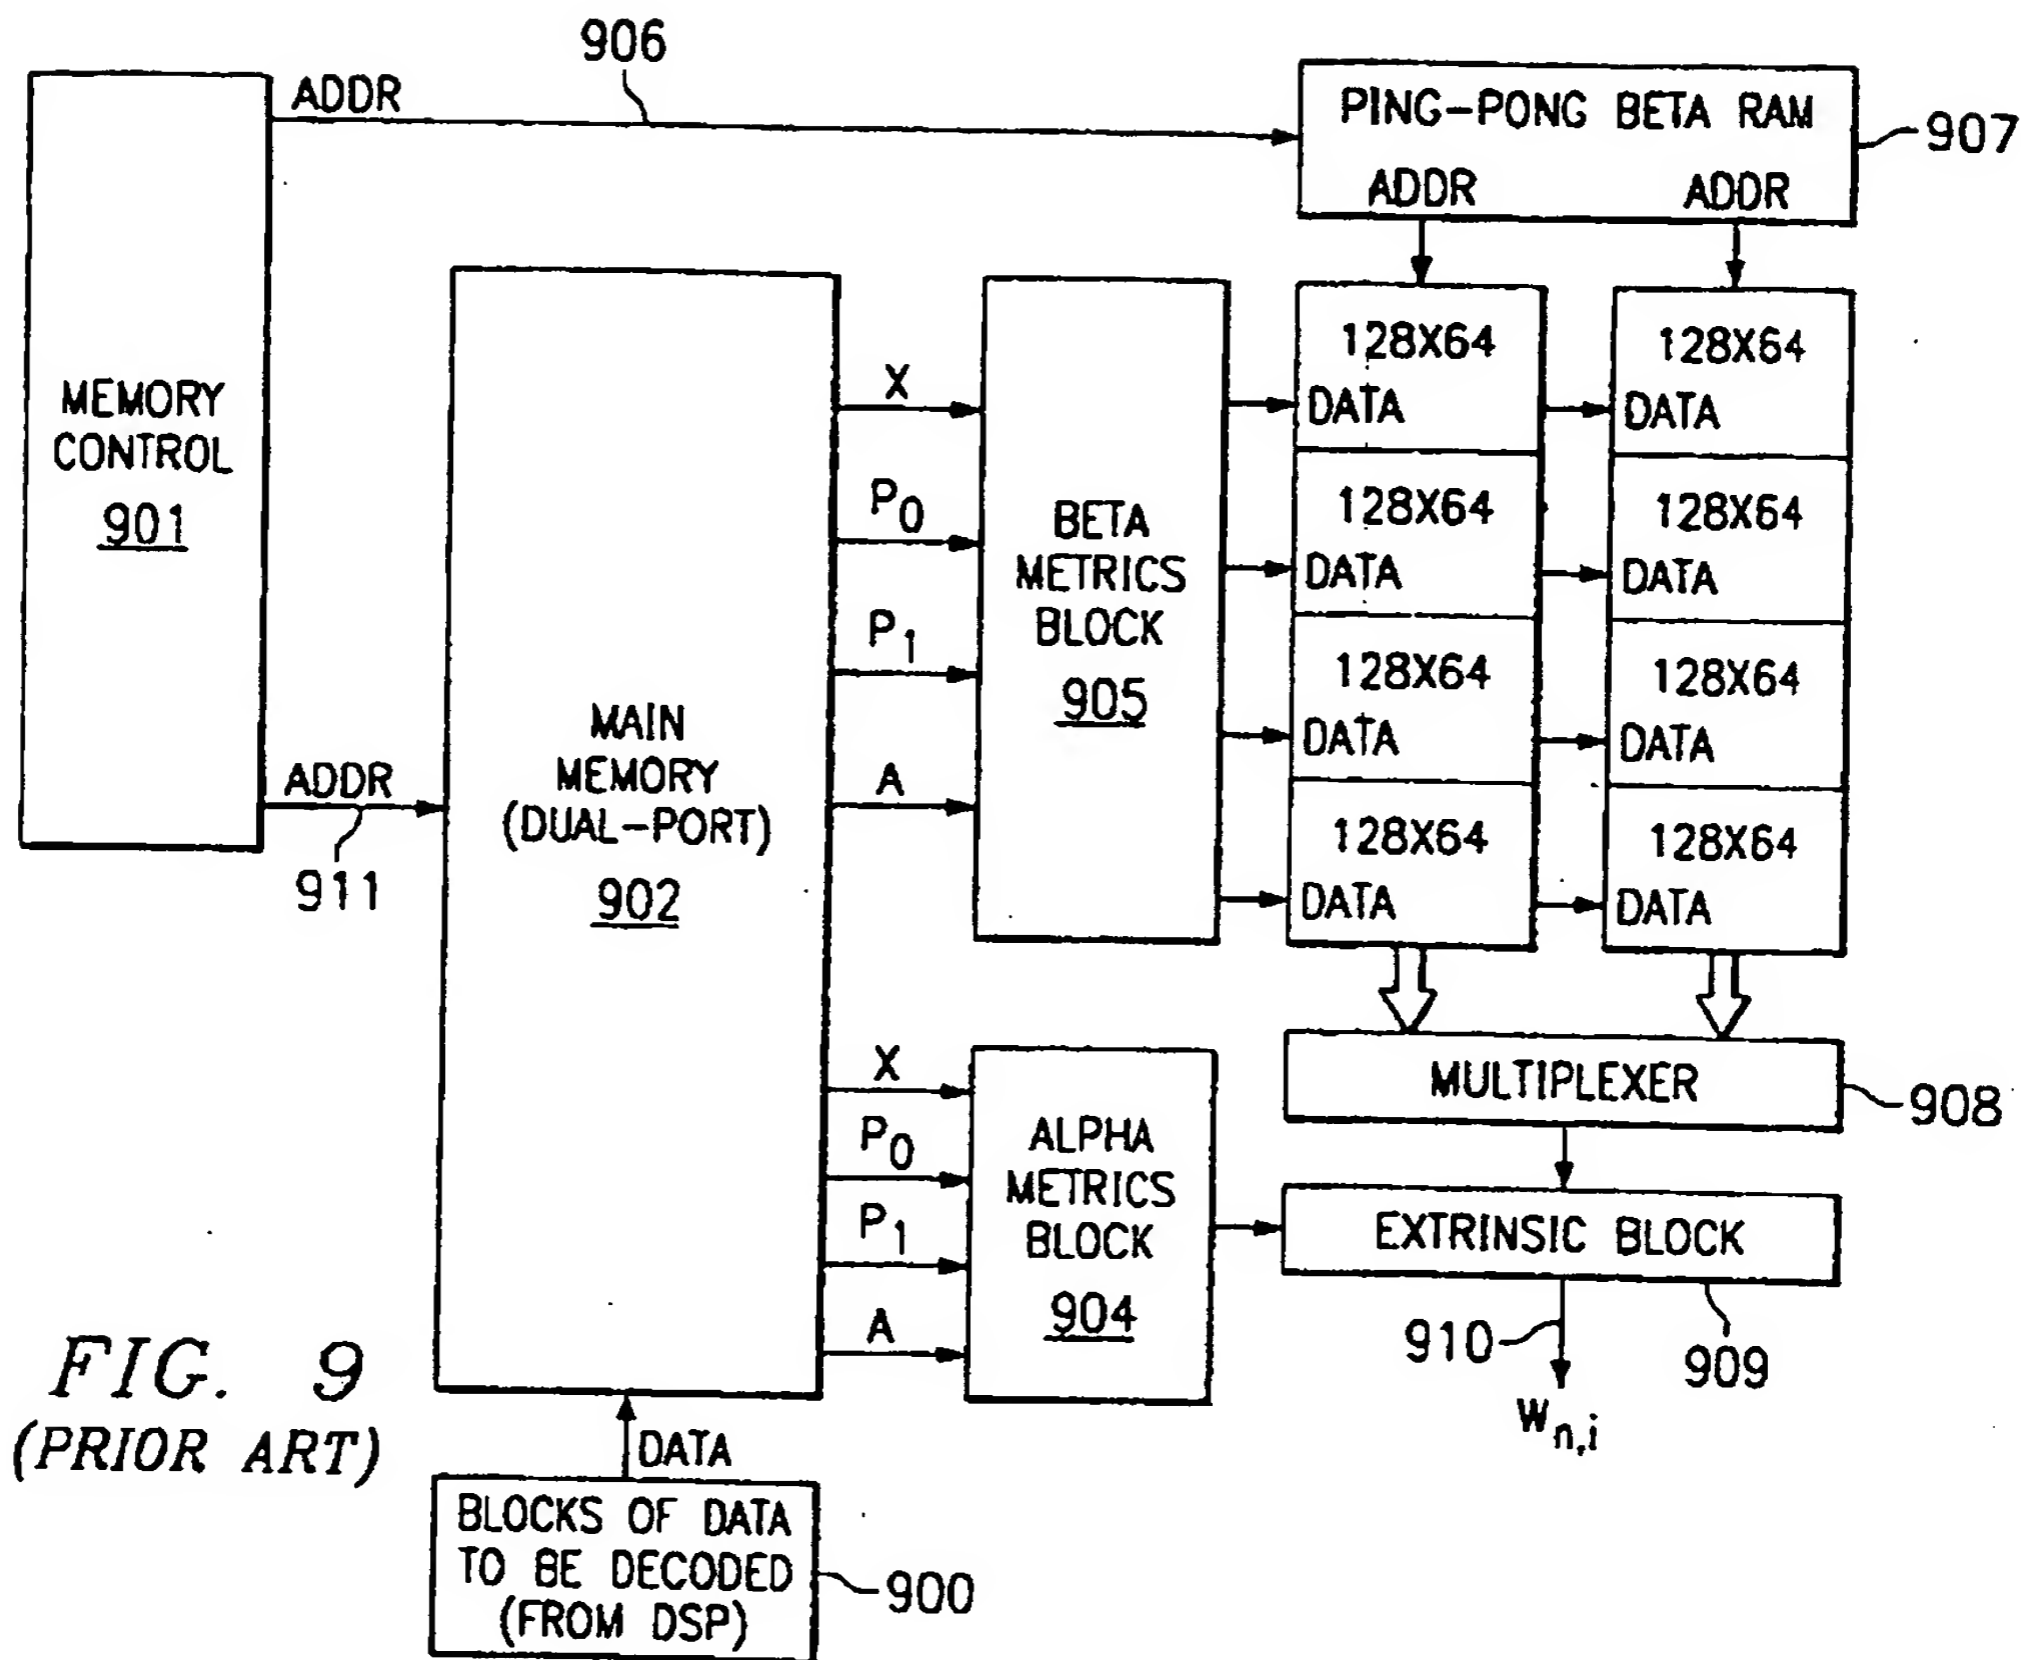 906
ADDR
PING-PONG BETA RAM
907
ADDR ADDR
MEMORY
CONTROL
901
ADDR
911
MAIN
MEMORY
(DUAL-PORT)
902
X
P0
P1
A
BETA
METRICS
BLOCK
905
128X64
DATA
128X64
DATA
128X64
DATA
128X64
DATA
128X64
DATA
128X64
DATA
128X64
DATA
128X64
DATA
MULTIPLEXER
908
X
P0
P1
A
ALPHA
METRICS
BLOCK
904
EXTRINSIC BLOCK
909
910
Wn,i
DATA
BLOCKS OF DATA
TO BE DECODED
(FROM DSP)
900
FIG. 9
(PRIOR ART)